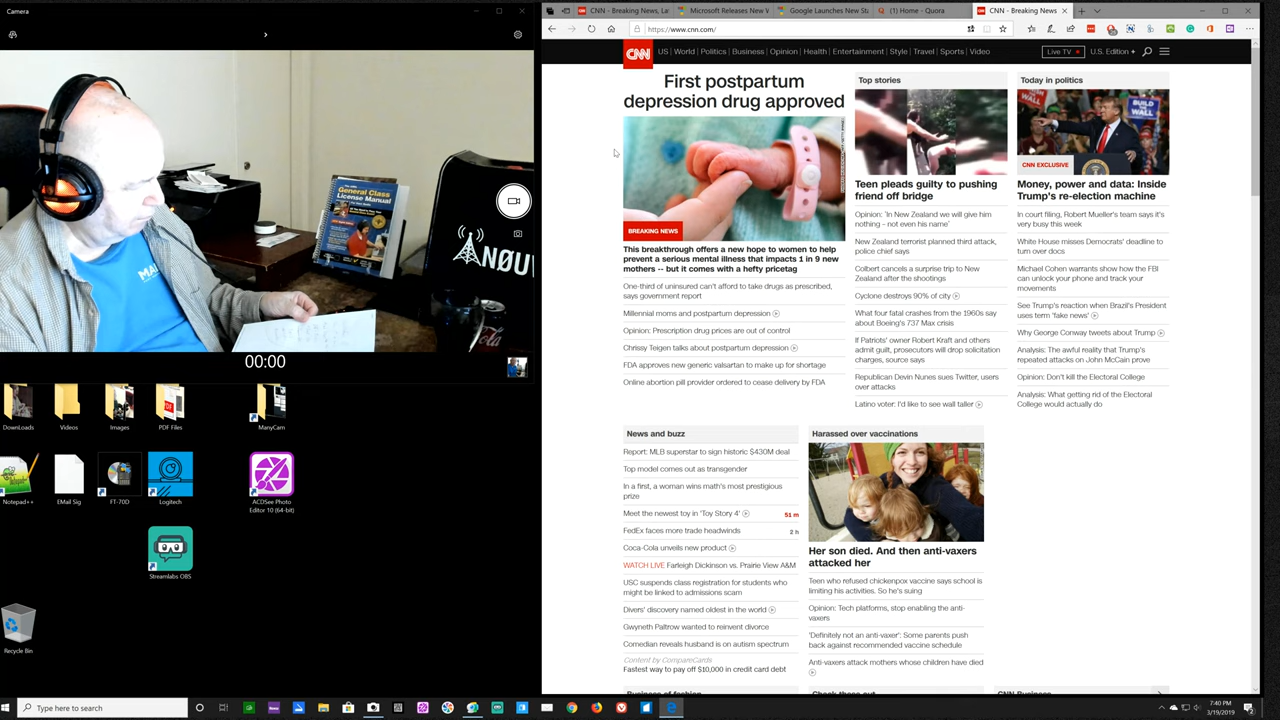 Camera
00:00
General Class
License Manual
MA
Cola
Downloads
Videos
Images
PDF Files
ManyCam
Notepad++
EMail Sig
FT-70D
Logitech
ACDSee Photo
Editor 10 (64-bit)
Streamlabs OBS
Recycle Bin
CNN - Breaking News, La
Microsoft Releases New W
Google Launches New Sta
(1) Home - Quora
CNN - Breaking News
https://www.cnn.com/
CNN
US | World | Politics | Business | Opinion | Health | Entertainment | Style | Travel | Sports | Video
Live TV
U.S. Edition +
First postpartum
depression drug approved
BREAKING NEWS
This breakthrough offers a new hope to women to help
prevent a serious mental illness that impacts 1 in 9 new
mothers -- but it comes with a hefty pricetag
One-third of uninsured can't afford to take drugs as prescribed,
says government report
Millennial moms and postpartum depression
Opinion: Prescription drug prices are out of control
Chrissy Teigen talks about postpartum depression
FDA approves new generic valsartan to make up for shortage
Online abortion pill provider ordered to cease delivery by FDA
Top stories
Teen pleads guilty to pushing
friend off bridge
Opinion: 'In New Zealand we will give him
nothing - not even his name'
New Zealand terrorist planned third attack,
police chief says
Colbert cancels a surprise trip to New
Zealand after the shootings
Cyclone destroys 90% of city
What four fatal crashes from the 1960s say
about Boeing's 737 Max crisis
If Patriots' owner Robert Kraft and others
admit guilt, prosecutors will drop solicitation
charges, source says
Republican Devin Nunes sues Twitter, users
over attacks
Latino voter: I'd like to see wall taller
Today in politics
BUILD
THE
WALL
CNN EXCLUSIVE
Money, power and data: Inside
Trump's re-election machine
In court filing, Robert Mueller's team says it's
very busy this week
White House misses Democrats' deadline to
turn over docs
Michael Cohen warrants show how the FBI
can unlock your phone and track your
movements
See Trump's reaction when Brazil's President
uses term 'fake news'
Why George Conway tweets about Trump
Analysis: The awful reality that Trump's
repeated attacks on John McCain prove
Opinion: Don't kill the Electoral College
Analysis: What getting rid of the Electoral
College would actually do
News and buzz
Report: MLB superstar to sign historic $430M deal
Top model comes out as transgender
In a first, a woman wins math's most prestigious
prize
Meet the newest toy in 'Toy Story 4' 51 m
FedEx faces more trade headwinds 2 h
Coca-Cola unveils new product
WATCH LIVE Farleigh Dickinson vs. Prairie View A&M
USC suspends class registration for students who
might be linked to admissions scam
Divers' discovery named oldest in the world
Gwyneth Paltrow wanted to reinvent divorce
Comedian reveals husband is on autism spectrum
Content by CompareCards
Fastest way to pay off $10,000 in credit card debt
Harassed over vaccinations
Her son died. And then anti-vaxers
attacked her
Teen who refused chickenpox vaccine says school is
limiting his activities. So he's suing
Opinion: Tech platforms, stop enabling the anti-
vaxers
'Definitely not an anti-vaxer': Some parents push
back against recommended vaccine schedule
Anti-vaxers attack mothers whose children have died
Business of fashion
Check these out
CNN Business
Type here to search
7:40 PM
3/19/2019